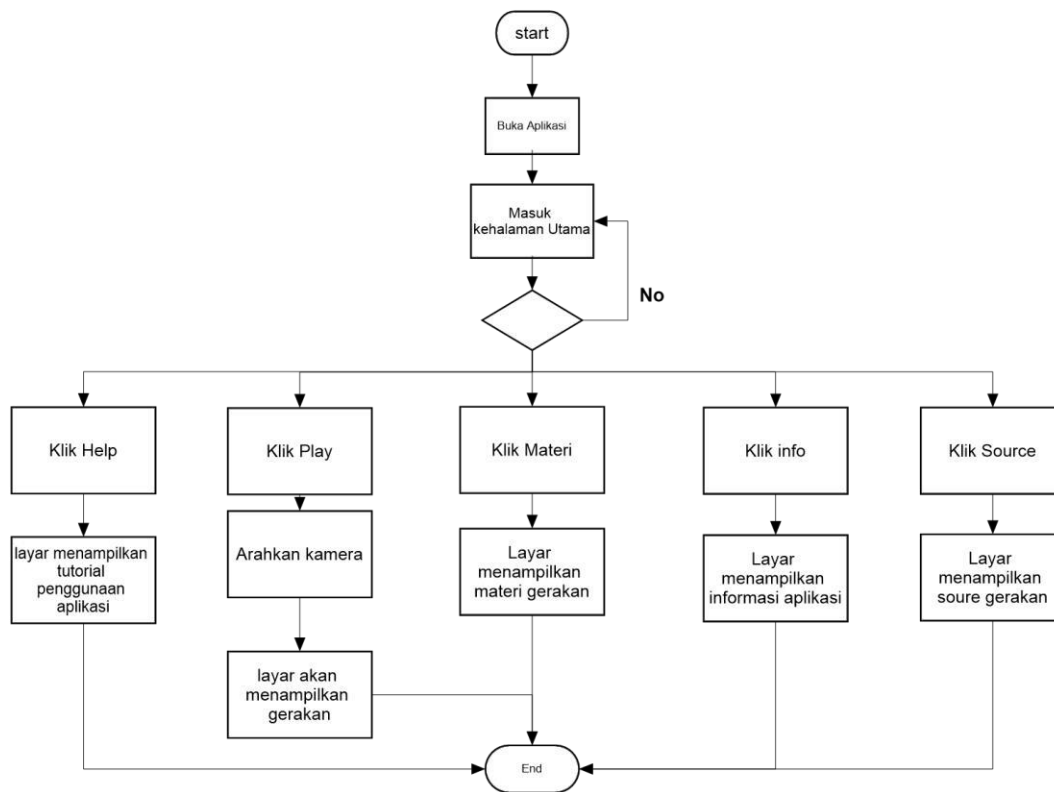 start
Buka Aplikasi
Masuk
kehalaman Utama
No
Klik Help
Klik Play
Klik Materi
Klik info
Klik Source
layar menampilkan
tutorial
penggunaan
aplikasi
Arahkan kamera
Layar
menampilkan
materi gerakan
Layar
menampilkan
informasi aplikasi
Layar
menampilkan
soure gerakan
layar akan
menampilkan
gerakan
End